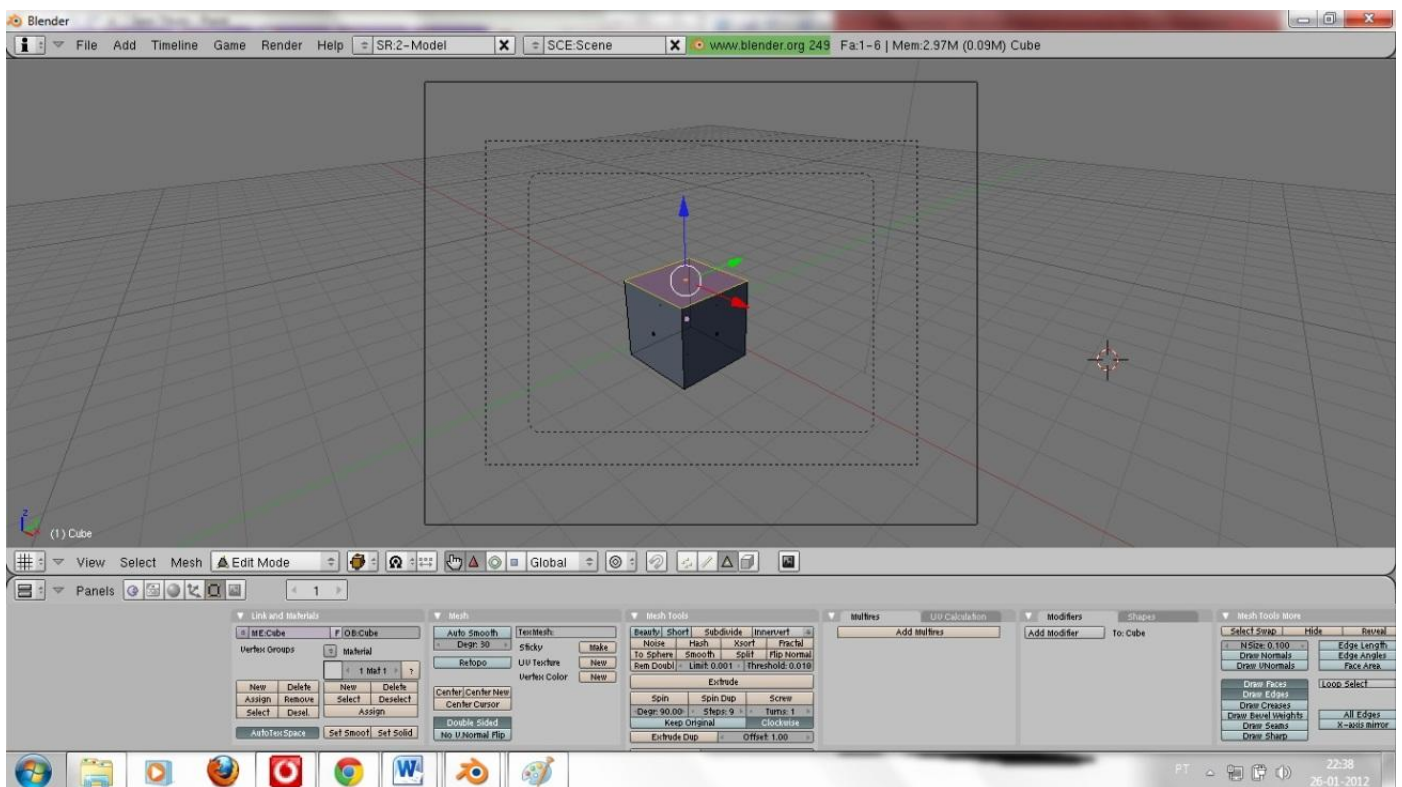 Blender
File Add Timeline Game Render Help SR:2-Model X SCE:Scene X www.blender.org 249 Fa:1-6 | Mem:2.97M (0.09M) Cube
z
(1) Cube
View Select Mesh Edit Mode Global
Panels 1
Link and Materials
ME:Cube F OB:Cube
Vertex Groups Material
1 Mat 1 ?
New Delete New Delete
Assign Remove Select Deselect
Select Desel. Assign
AutoTexSpace Set Smoot Set Solid
Mesh
Auto Smooth TexMesh:
Degr: 30 Sticky Make
Retopo UV Texture New
Vertex Color New
Center Center New
Center Cursor
Double Sided
No V.Normal Flip
Mesh Tools
Beauty Short Subdivide Innervert
Noise Hash Xsort Fractal
To Sphere Smooth Split Flip Normal
Rem Doubl Limit: 0.001 Threshold: 0.010
Extrude
Spin Spin Dup Screw
Degr: 90.00 Steps: 9 Turns: 1
Keep Original Clockwise
Extrude Dup Offset: 1.00
Multires UV Calculation
Add Multires
Modifiers Shapes
Add Modifier To: Cube
Mesh Tools More
Select Swap Hide Reveal
NSize: 0.100 Edge Length
Draw Normals Edge Angles
Draw VNormals Face Area
Draw Faces Loop Select
Draw Edges
Draw Creases
Draw Bevel Weights All Edges
Draw Seams X-axis mirror
Draw Sharp
PT 22:38
26-01-2012